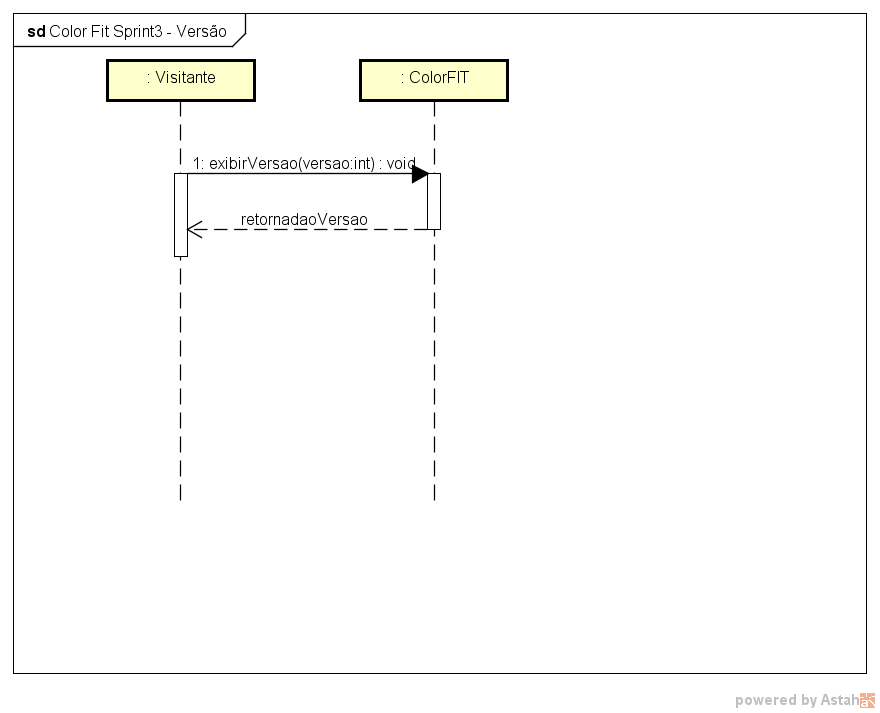 sd Color Fit Sprint3 - Versão
: Visitante
: ColorFIT
1: exibirVersao(versao:int) : void
retornadaoVersao
powered by Astah